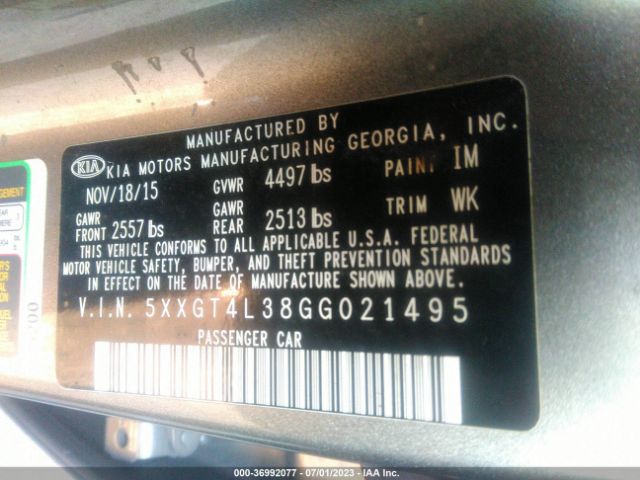 MANUFACTURED BY
KIA KIA MOTORS MANUFACTURING GEORGIA, INC.
NOV/18/15 GVWR 4497 lbs PAINT IM
GAWR FRONT 2557 lbs GAWR REAR 2513 lbs TRIM WK
THIS VEHICLE CONFORMS TO ALL APPLICABLE U.S.A. FEDERAL
MOTOR VEHICLE SAFETY, BUMPER, AND THEFT PREVENTION STANDARDS
IN EFFECT ON THE DATE OF MANUFACTURE SHOWN ABOVE.
V.I.N. 5XXGT4L38GG021495
PASSENGER CAR
000-36992077 - 07/01/2023 - IAA Inc.